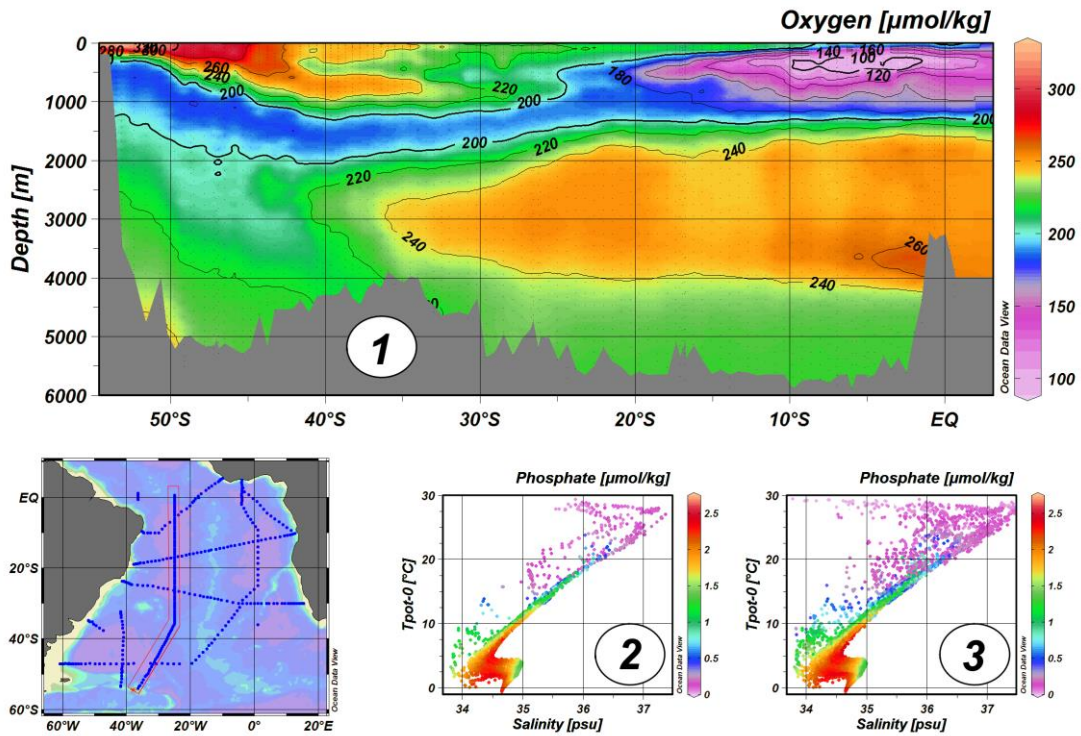 Oxygen [μmol/kg]
0
1000
2000
3000
4000
5000
6000
Depth [m]
280
260
240
200
220
200
180
140
160
100
120
200
200
220
240
220
240
260
240
1
50°S
40°S
30°S
20°S
10°S
EQ
300
250
200
150
100
Ocean Data View
EQ
20°S
40°S
60°S
60°W
40°W
20°W
0°
20°E
Ocean Data View
Phosphate [μmol/kg]
30
20
10
0
Tpot-0 [°C]
34
35
36
37
Salinity [psu]
2
2.5
2
1.5
1
0.5
0
Ocean Data View
Phosphate [μmol/kg]
30
20
10
0
Tpot-0 [°C]
34
35
36
37
Salinity [psu]
3
2.5
2
1.5
1
0.5
0
Ocean Data View